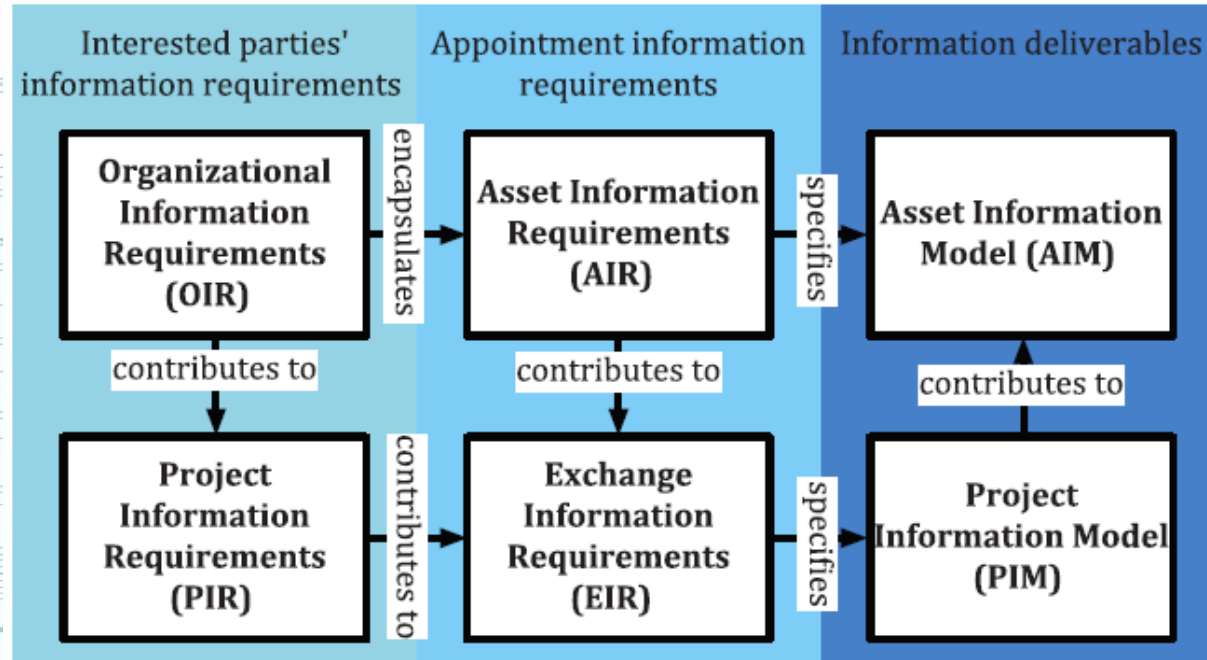 Interested parties'
information requirements
Appointment information
requirements
Information deliverables
Organizational
Information
Requirements
(OIR)
encapsulates
Asset Information
Requirements
(AIR)
specifies
Asset Information
Model (AIM)
contributes to
contributes to
contributes to
Project
Information
Requirements
(PIR)
contributes to
Exchange
Information
Requirements
(EIR)
specifies
Project
Information Model
(PIM)